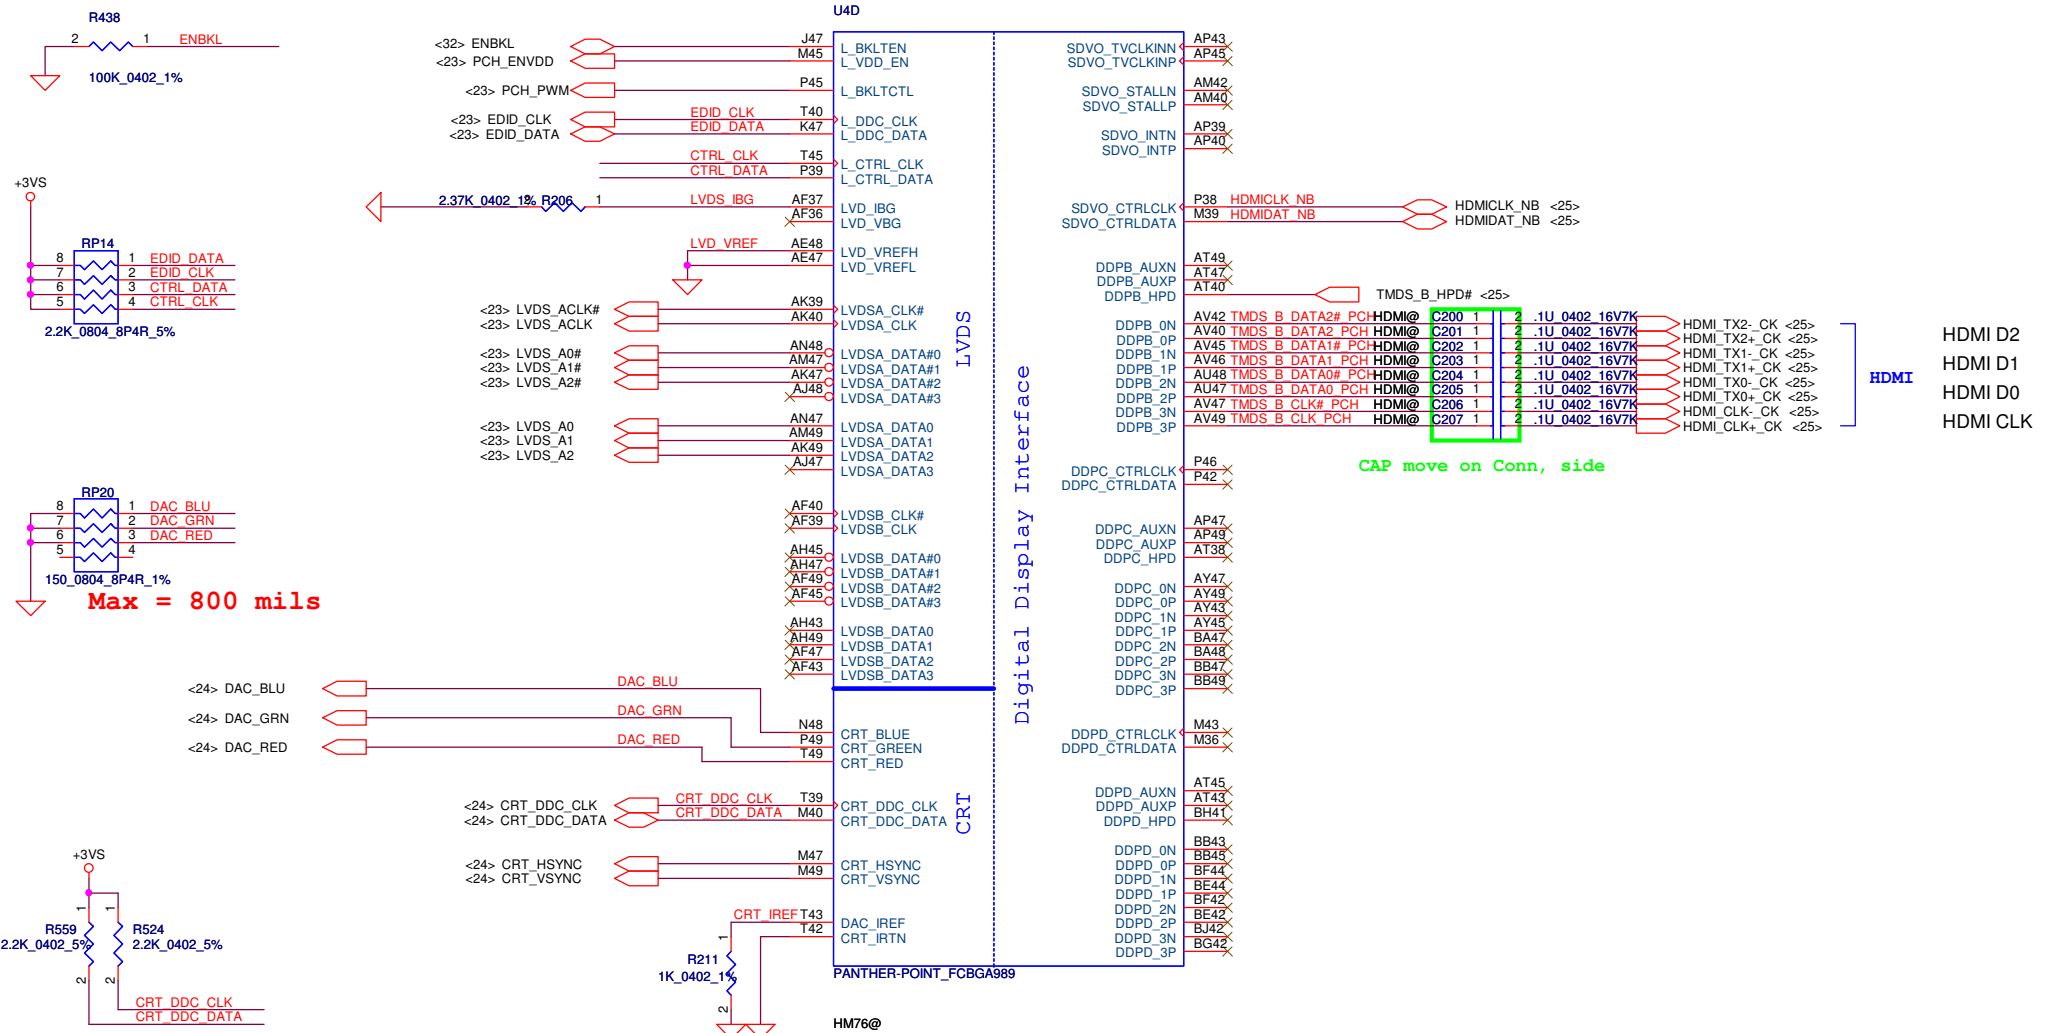 R438
2 1 ENBKL
100K_0402_1%
+3VS
RP14
8 1 EDID_DATA
7 2 EDID_CLK
6 3 CTRL_DATA
5 4 CTRL_CLK
2.2K_0804_8P4R_5%
RP20
8 1 DAC_BLU
7 2 DAC_GRN
6 3 DAC_RED
5 4
150_0804_8P4R_1%
Max = 800 mils
+3VS
1 1
R559 R524
2.2K_0402_5% 2.2K_0402_5%
2 2
CRT_DDC_CLK
CRT_DDC_DATA
U4D
<32> ENBKL J47 L_BKLTEN
<23> PCH_ENVDD M45 L_VDD_EN
<23> PCH_PWM P45 L_BKLTCTL
<23> EDID_CLK EDID_CLK T40 L_DDC_CLK
<23> EDID_DATA EDID_DATA K47 L_DDC_DATA
CTRL_CLK T45 L_CTRL_CLK
CTRL_DATA P39 L_CTRL_DATA
2.37K_0402_1% 2 R206 1 LVDS_IBG AF37 LVD_IBG
AF36 LVD_VBG
LVD_VREF AE48 LVD_VREFH
AE47 LVD_VREFL
<23> LVDS_ACLK# AK39 LVDSA_CLK#
<23> LVDS_ACLK AK40 LVDSA_CLK
<23> LVDS_A0# AN48 LVDSA_DATA#0
<23> LVDS_A1# AM47 LVDSA_DATA#1
<23> LVDS_A2# AK47 LVDSA_DATA#2
AJ48 LVDSA_DATA#3
<23> LVDS_A0 AN47 LVDSA_DATA0
<23> LVDS_A1 AM49 LVDSA_DATA1
<23> LVDS_A2 AK49 LVDSA_DATA2
AJ47 LVDSA_DATA3
AF40 LVDSB_CLK#
AF39 LVDSB_CLK
AH45 LVDSB_DATA#0
AH47 LVDSB_DATA#1
AF49 LVDSB_DATA#2
AF45 LVDSB_DATA#3
AH43 LVDSB_DATA0
AH49 LVDSB_DATA1
AF47 LVDSB_DATA2
AF43 LVDSB_DATA3
<24> DAC_BLU DAC_BLU N48 CRT_BLUE
<24> DAC_GRN DAC_GRN P49 CRT_GREEN
<24> DAC_RED DAC_RED T49 CRT_RED
<24> CRT_DDC_CLK CRT_DDC_CLK T39 CRT_DDC_CLK
<24> CRT_DDC_DATA CRT_DDC_DATA M40 CRT_DDC_DATA
<24> CRT_HSYNC M47 CRT_HSYNC
<24> CRT_VSYNC M49 CRT_VSYNC
CRT_IREF T43 DAC_IREF
T42 CRT_IRTN
1
R211
1K_0402_1%
2
LVDS
CRT
Digital Display Interface
SDVO_TVCLKINN AP43
SDVO_TVCLKINP AP45
SDVO_STALLN AM42
SDVO_STALLP AM40
SDVO_INTN AP39
SDVO_INTP AP40
SDVO_CTRLCLK P38 HDMICLK_NB HDMICLK_NB <25>
SDVO_CTRLDATA M39 HDMIDAT_NB HDMIDAT_NB <25>
DDPB_AUXN AT49
DDPB_AUXP AT47
DDPB_HPD AT40 TMDS_B_HPD# <25>
DDPB_0N AV42 TMDS_B_DATA2#_PCH HDMI@ C200 1 2 .1U_0402_16V7K HDMI_TX2-_CK <25>
DDPB_0P AV40 TMDS_B_DATA2_PCH HDMI@ C201 1 2 .1U_0402_16V7K HDMI_TX2+_CK <25>
DDPB_1N AV45 TMDS_B_DATA1#_PCH HDMI@ C202 1 2 .1U_0402_16V7K HDMI_TX1-_CK <25>
DDPB_1P AV46 TMDS_B_DATA1_PCH HDMI@ C203 1 2 .1U_0402_16V7K HDMI_TX1+_CK <25>
DDPB_2N AU48 TMDS_B_DATA0#_PCH HDMI@ C204 1 2 .1U_0402_16V7K HDMI_TX0-_CK <25>
DDPB_2P AU47 TMDS_B_DATA0_PCH HDMI@ C205 1 2 .1U_0402_16V7K HDMI_TX0+_CK <25>
DDPB_3N AV47 TMDS_B_CLK#_PCH HDMI@ C206 1 2 .1U_0402_16V7K HDMI_CLK-_CK <25>
DDPB_3P AV49 TMDS_B_CLK_PCH HDMI@ C207 1 2 .1U_0402_16V7K HDMI_CLK+_CK <25>
HDMI
HDMI D2
HDMI D1
HDMI D0
HDMI CLK
CAP move on Conn, side
DDPC_CTRLCLK P46
DDPC_CTRLDATA P42
DDPC_AUXN AP47
DDPC_AUXP AP49
DDPC_HPD AT38
DDPC_0N AY47
DDPC_0P AY49
DDPC_1N AY43
DDPC_1P AY45
DDPC_2N BA47
DDPC_2P BA48
DDPC_3N BB47
DDPC_3P BB49
DDPD_CTRLCLK M43
DDPD_CTRLDATA M36
DDPD_AUXN AT45
DDPD_AUXP AT43
DDPD_HPD BH41
DDPD_0N BB43
DDPD_0P BB45
DDPD_1N BF44
DDPD_1P BE44
DDPD_2N BF42
DDPD_2P BE42
DDPD_3N BJ42
DDPD_3P BG42
PANTHER-POINT_FCBGA989
HM76@